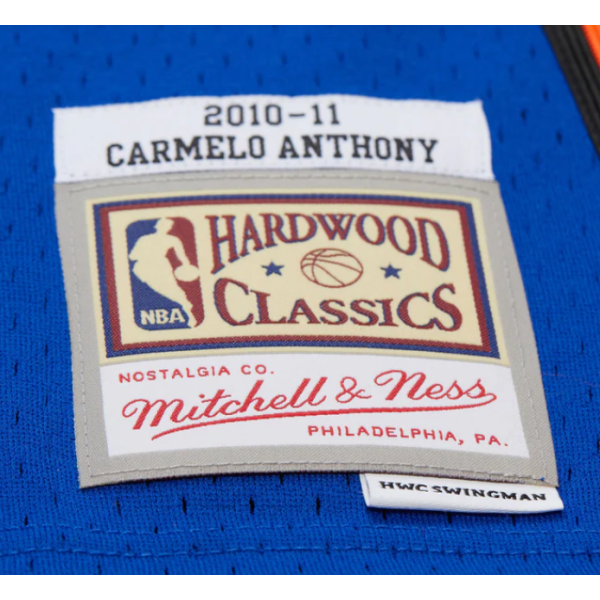 2010-11
CARMELO ANTHONY
HARDWOOD
CLASSICS
NBA
NOSTALGIA CO.
Mitchell & Ness
PHILADELPHIA, PA.
HWC SWINGMAN